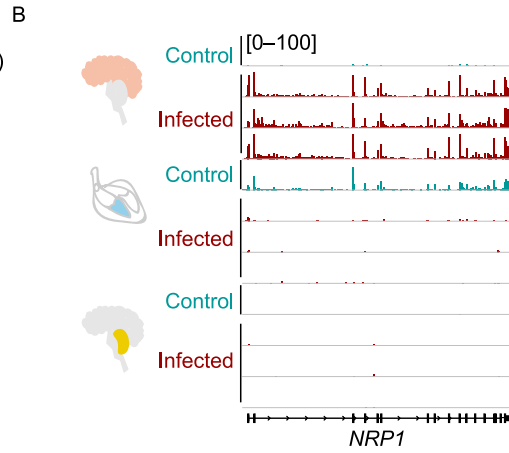 B
)
[0–100]
Control
Infected
Control
Infected
Control
Infected
NRP1